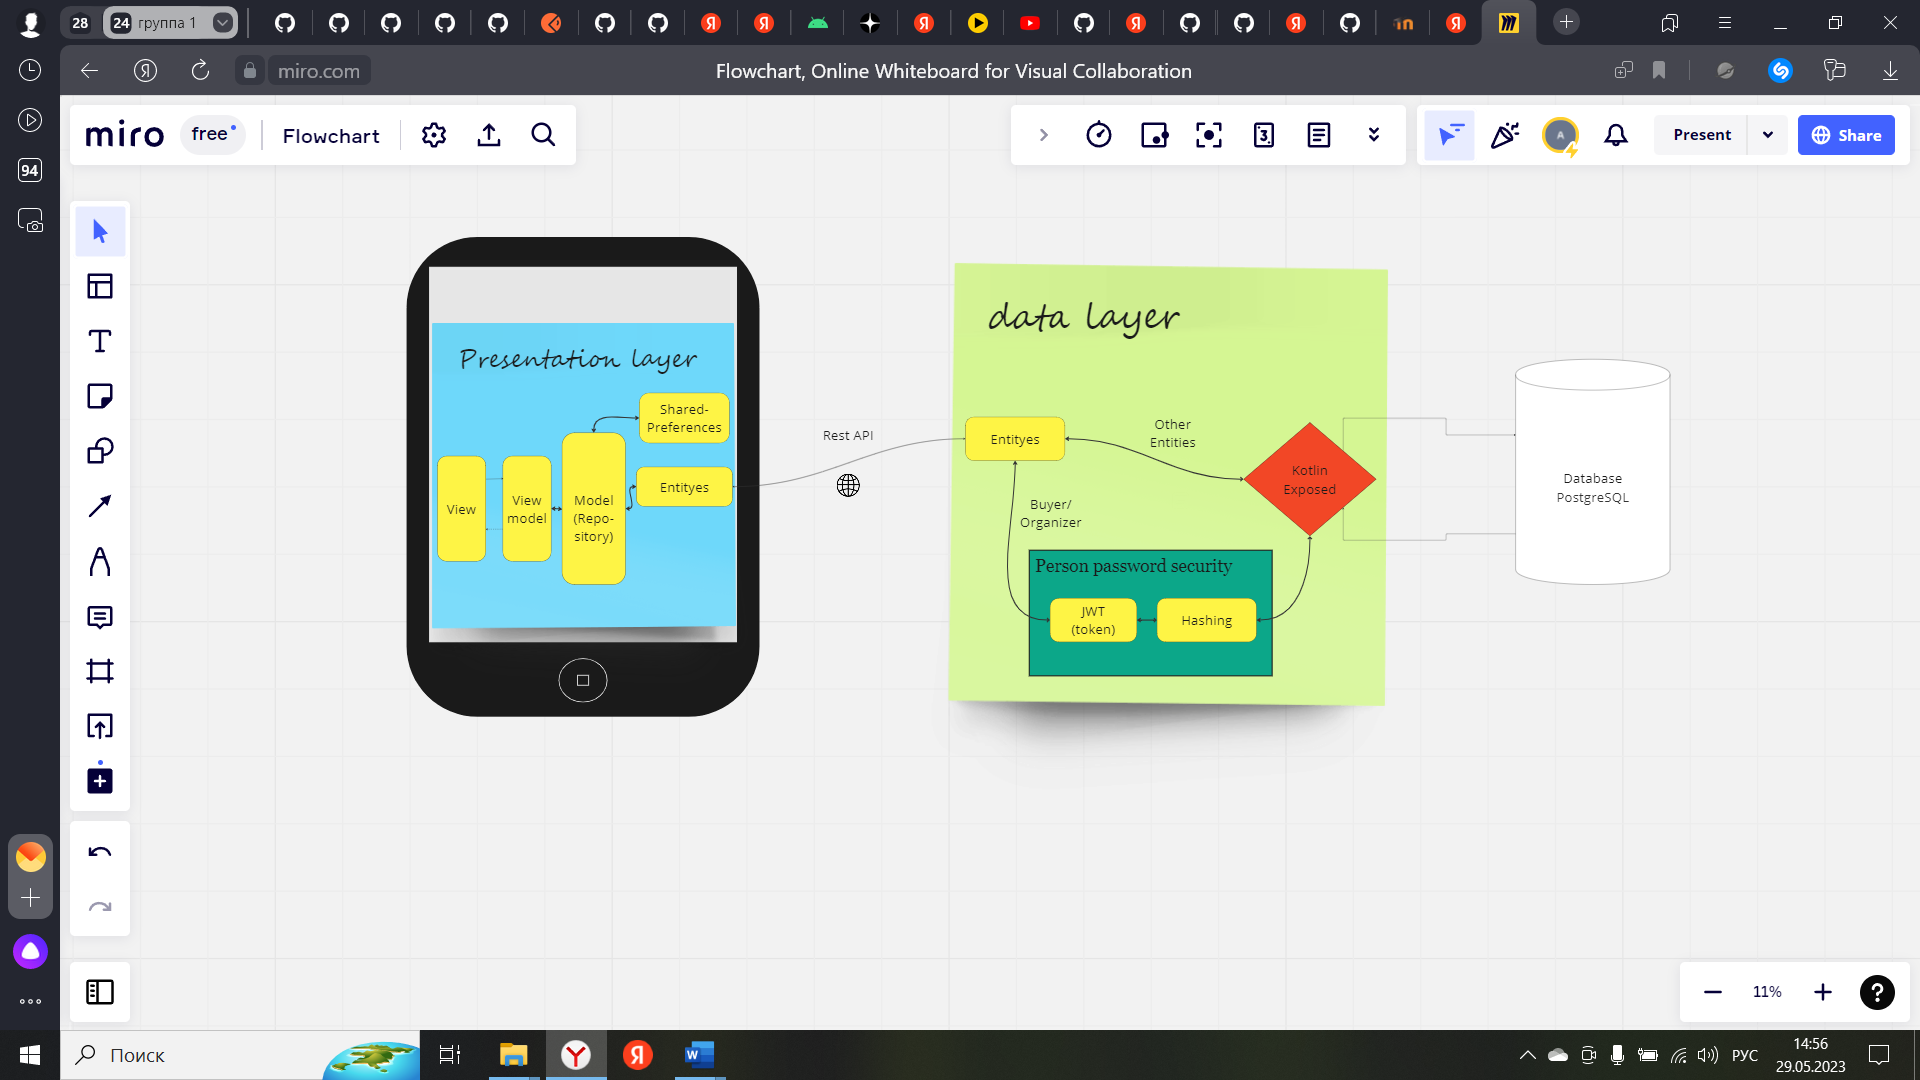 28
24 группа 1
miro.com
Flowchart, Online Whiteboard for Visual Collaboration
94
miro
free
Flowchart
3
A
Present
Share
Presentation layer
Shared-
Preferences
View
View
model
Model
(Repo-
sitory)
Entityes
Rest API
data layer
Entityes
Other
Entities
Kotlin
Exposed
Buyer/
Organizer
Person password security
JWT
(token)
Hashing
Database
PostgreSQL
11%
?
Поиск
РУС
14:56
29.05.2023